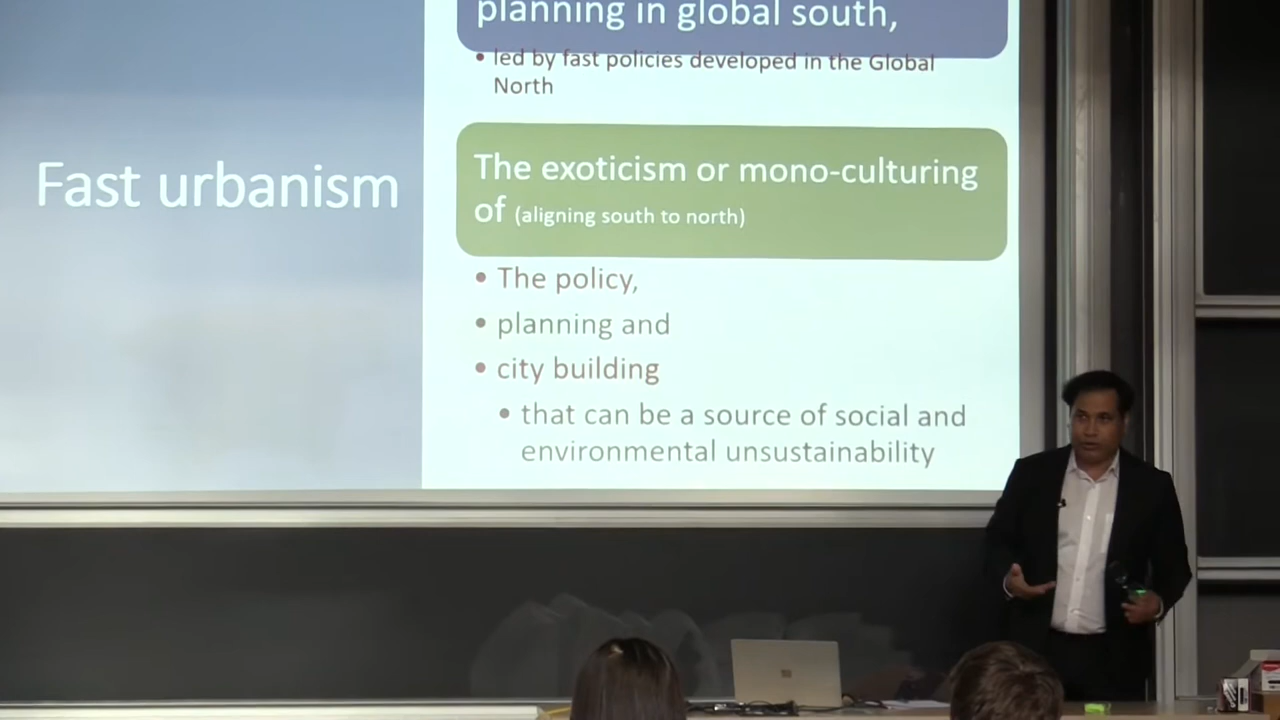 Fast urbanism
planning in global south,
• led by fast policies developed in the Global
North
The exoticism or mono-culturing
of (aligning south to north)
• The policy,
• planning and
• city building
• that can be a source of social and
environmental unsustainability